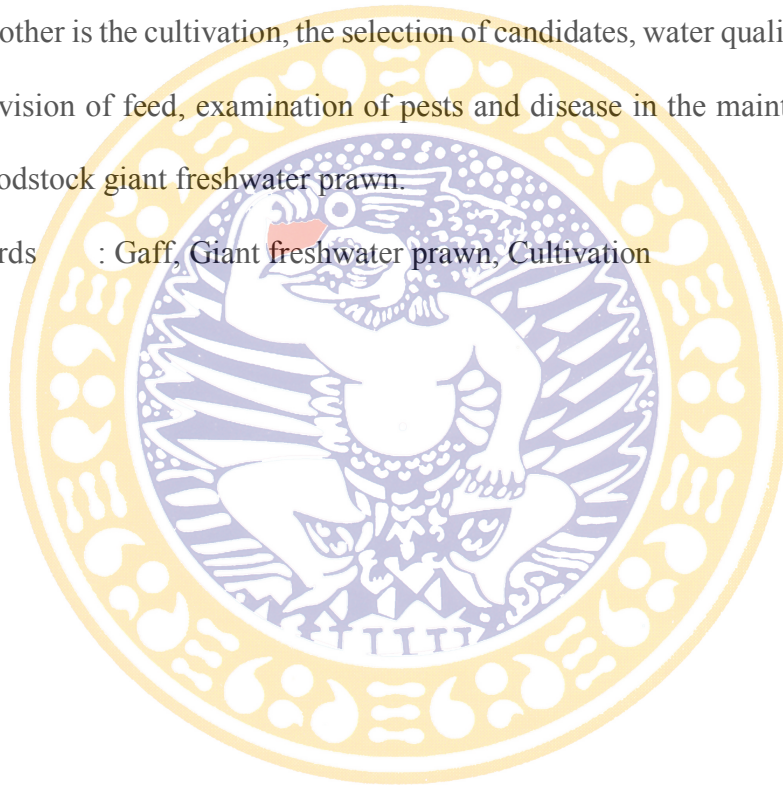 other is the cultivation, the selection of candidates, water quali
vision of feed, examination of pests and disease in the maint
odstock giant freshwater prawn.
rds : Gaff, Giant freshwater prawn, Cultivation